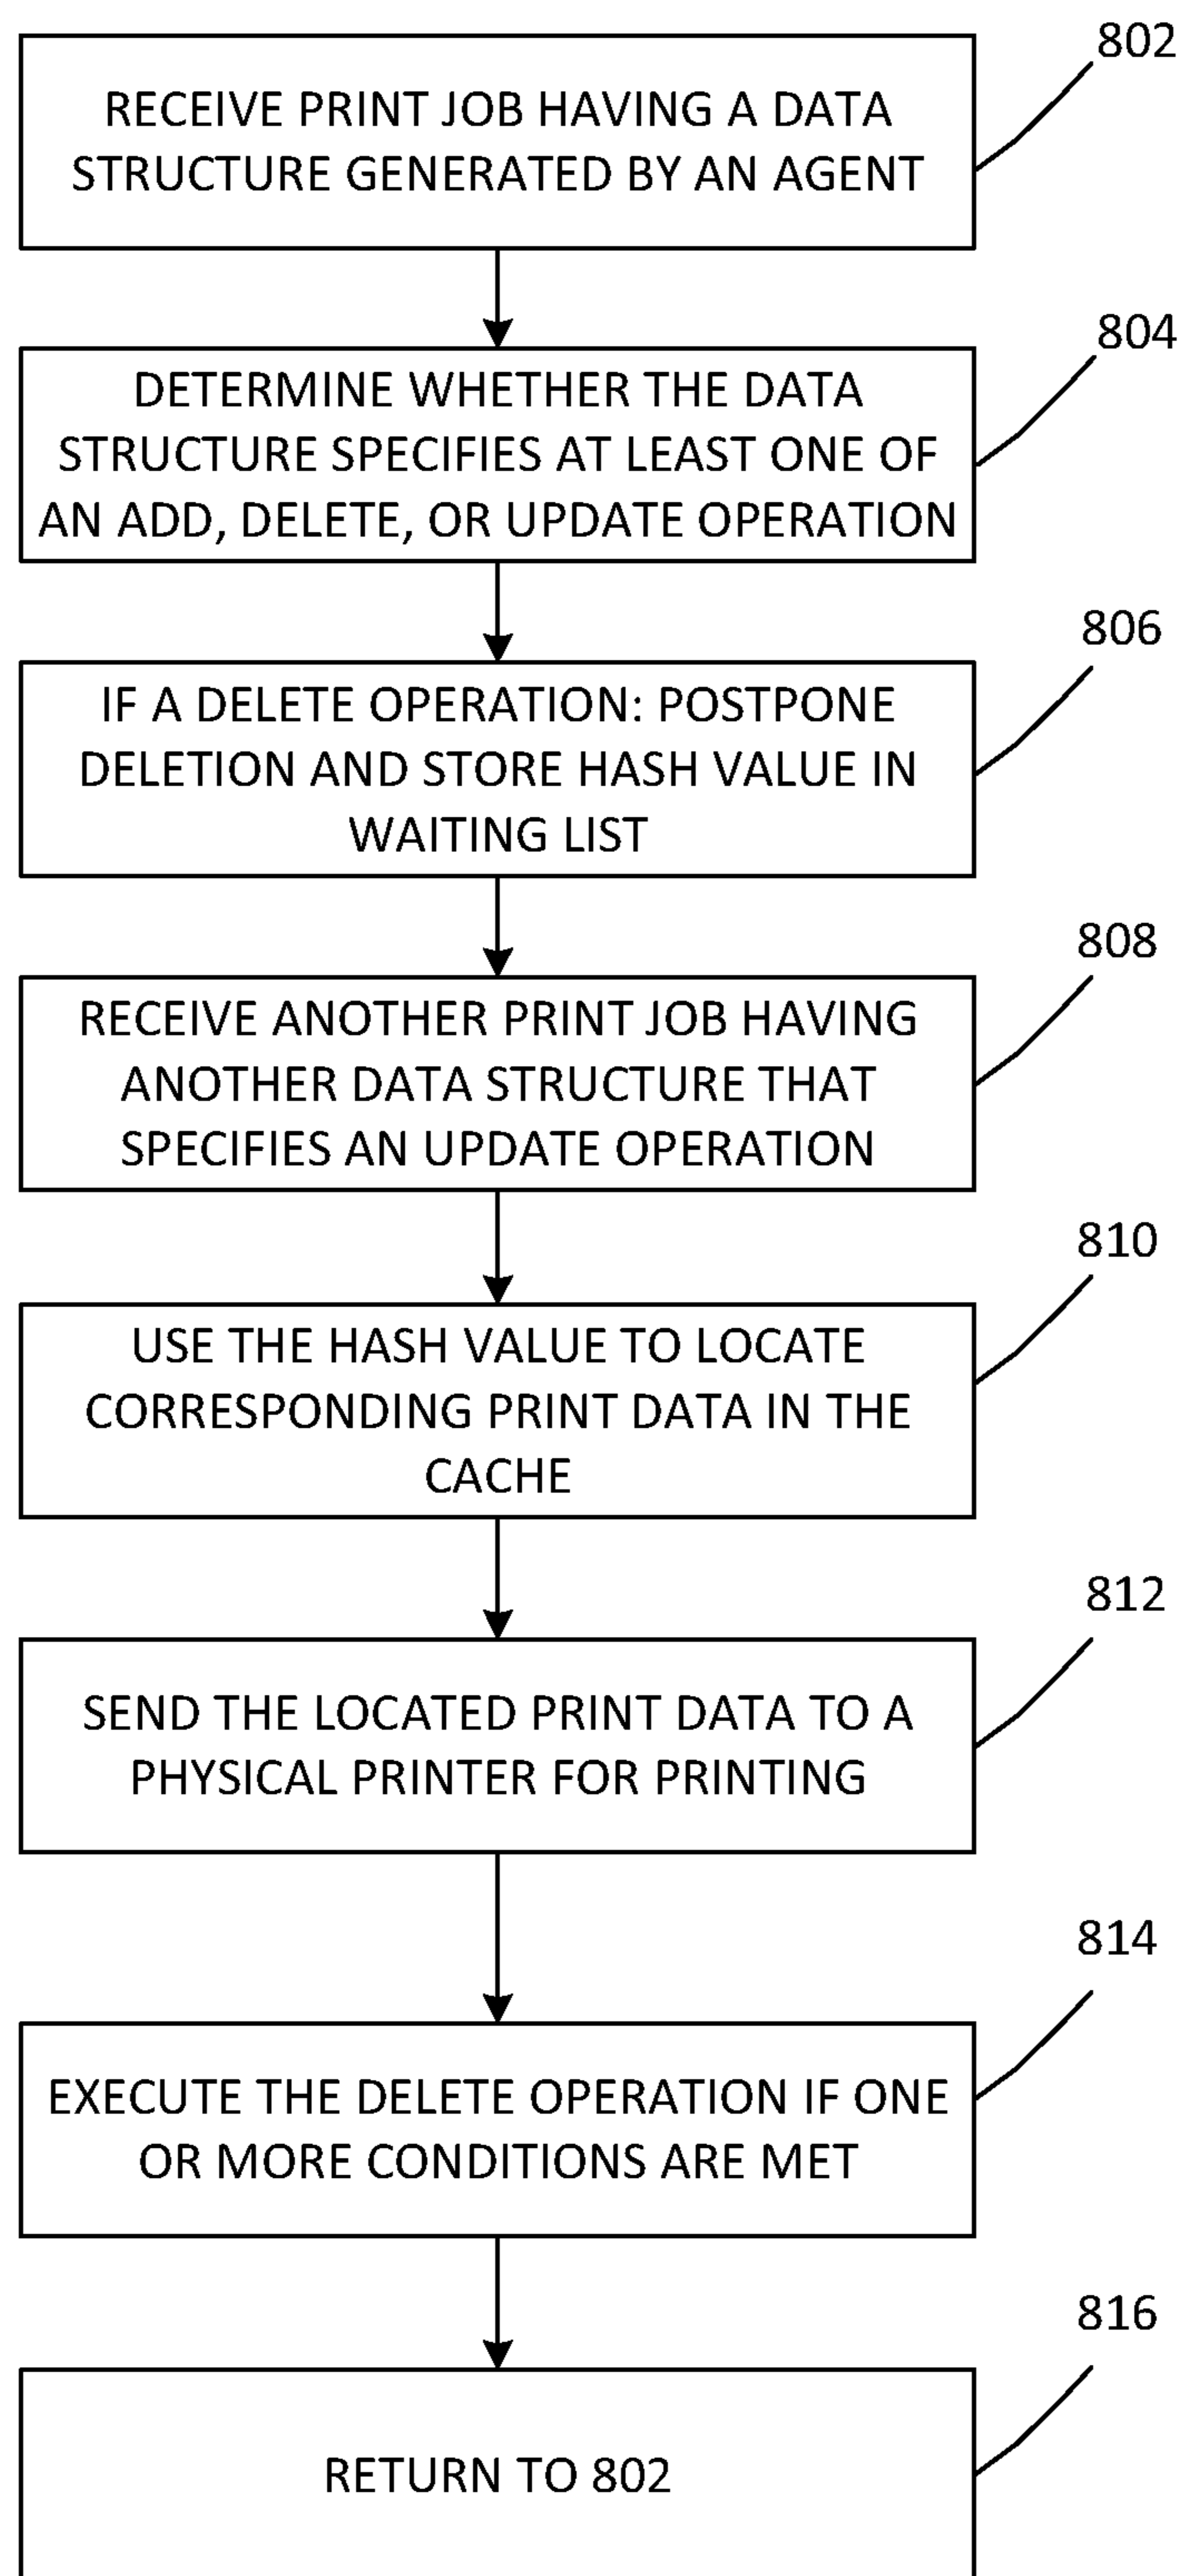 802
RECEIVE PRINT JOB HAVING A DATA
STRUCTURE GENERATED BY AN AGENT
804
DETERMINE WHETHER THE DATA
STRUCTURE SPECIFIES AT LEAST ONE OF
AN ADD, DELETE, OR UPDATE OPERATION
806
IF A DELETE OPERATION: POSTPONE
DELETION AND STORE HASH VALUE IN
WAITING LIST
808
RECEIVE ANOTHER PRINT JOB HAVING
ANOTHER DATA STRUCTURE THAT
SPECIFIES AN UPDATE OPERATION
810
USE THE HASH VALUE TO LOCATE
CORRESPONDING PRINT DATA IN THE
CACHE
812
SEND THE LOCATED PRINT DATA TO A
PHYSICAL PRINTER FOR PRINTING
814
EXECUTE THE DELETE OPERATION IF ONE
OR MORE CONDITIONS ARE MET
816
RETURN TO 802